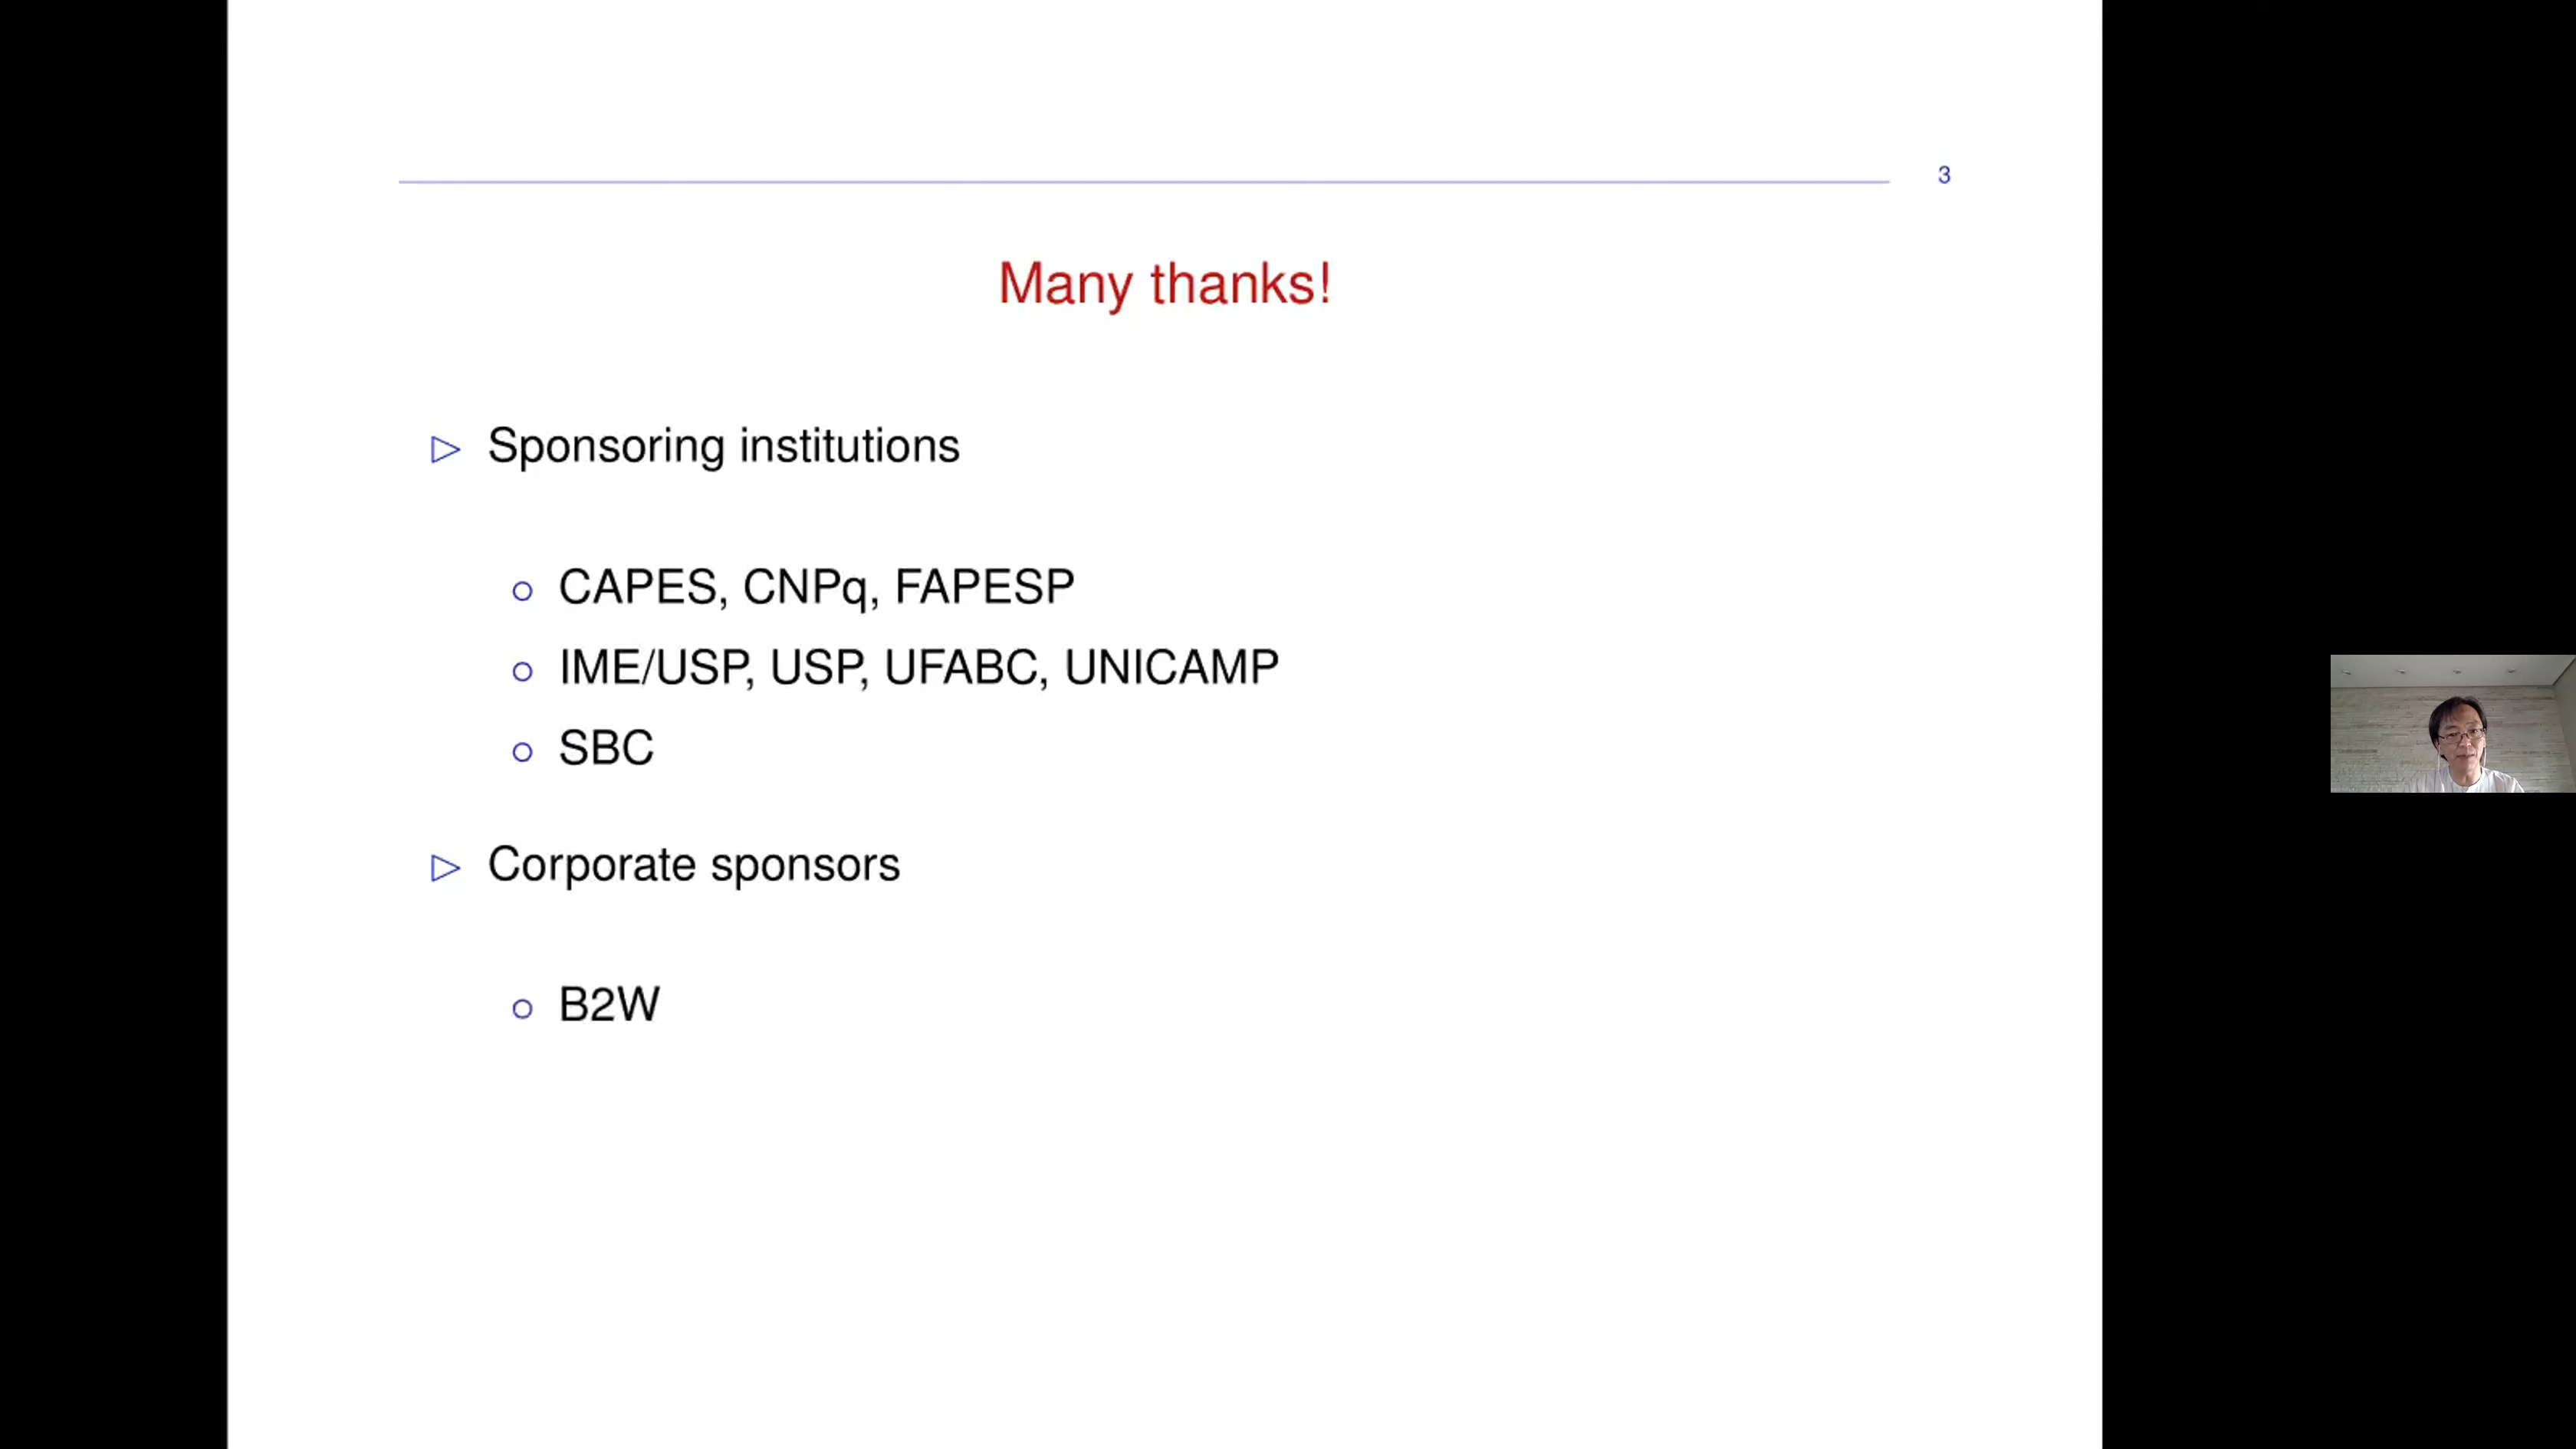 3
Many thanks!
Sponsoring institutions
CAPES, CNPq, FAPESP
IME/USP, USP, UFABC, UNICAMP
SBC
Corporate sponsors
B2W